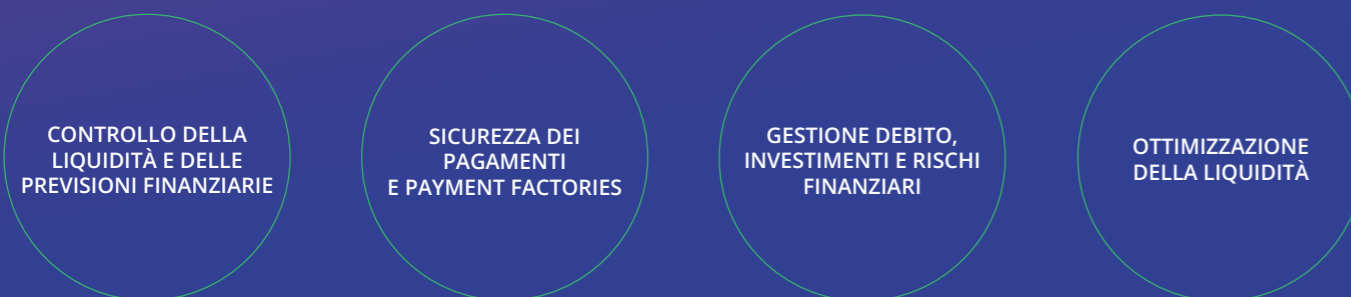 CONTROLLO DELLA
LIQUIDITÀ E DELLE
PREVISIONI FINANZIARIE
SICUREZZA DEI
PAGAMENTI
E PAYMENT FACTORIES
GESTIONE DEBITO,
INVESTIMENTI E RISCHI
FINANZIARI
OTTIMIZZAZIONE
DELLA LIQUIDITÀ